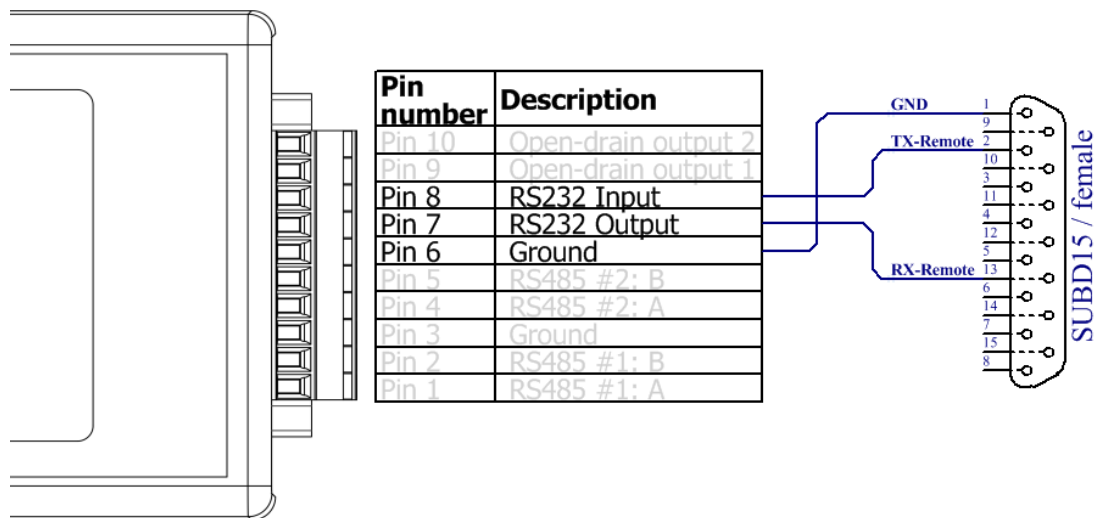 Pin number Description
Pin 10 Open-drain output 2
Pin 9 Open-drain output 1
Pin 8 RS232 Input
Pin 7 RS232 Output
Pin 6 Ground
Pin 5 RS485 #2: B
Pin 4 RS485 #2: A
Pin 3 Ground
Pin 2 RS485 #1: B
Pin 1 RS485 #1: A
GND 1
9
TX-Remote 2
10
3
11
4
12
5
RX-Remote 13
6
14
7
15
8
SUBD15 / female